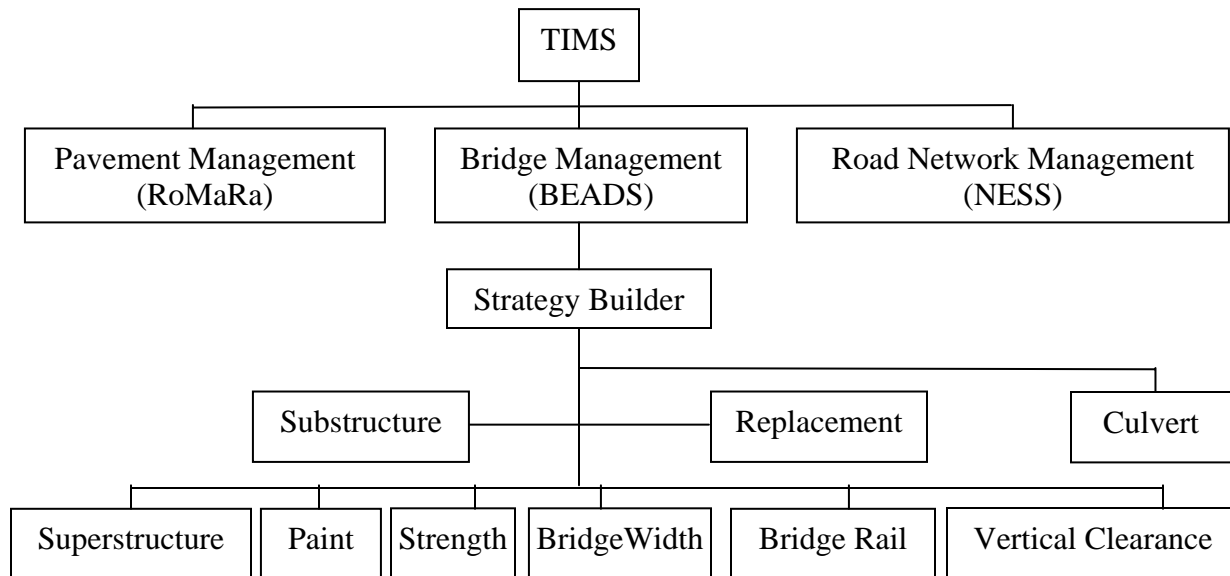 TIMS
Pavement Management
(RoMaRa)
Bridge Management
(BEADS)
Road Network Management
(NESS)
Strategy Builder
Substructure
Replacement
Culvert
Superstructure
Paint
Strength
BridgeWidth
Bridge Rail
Vertical Clearance